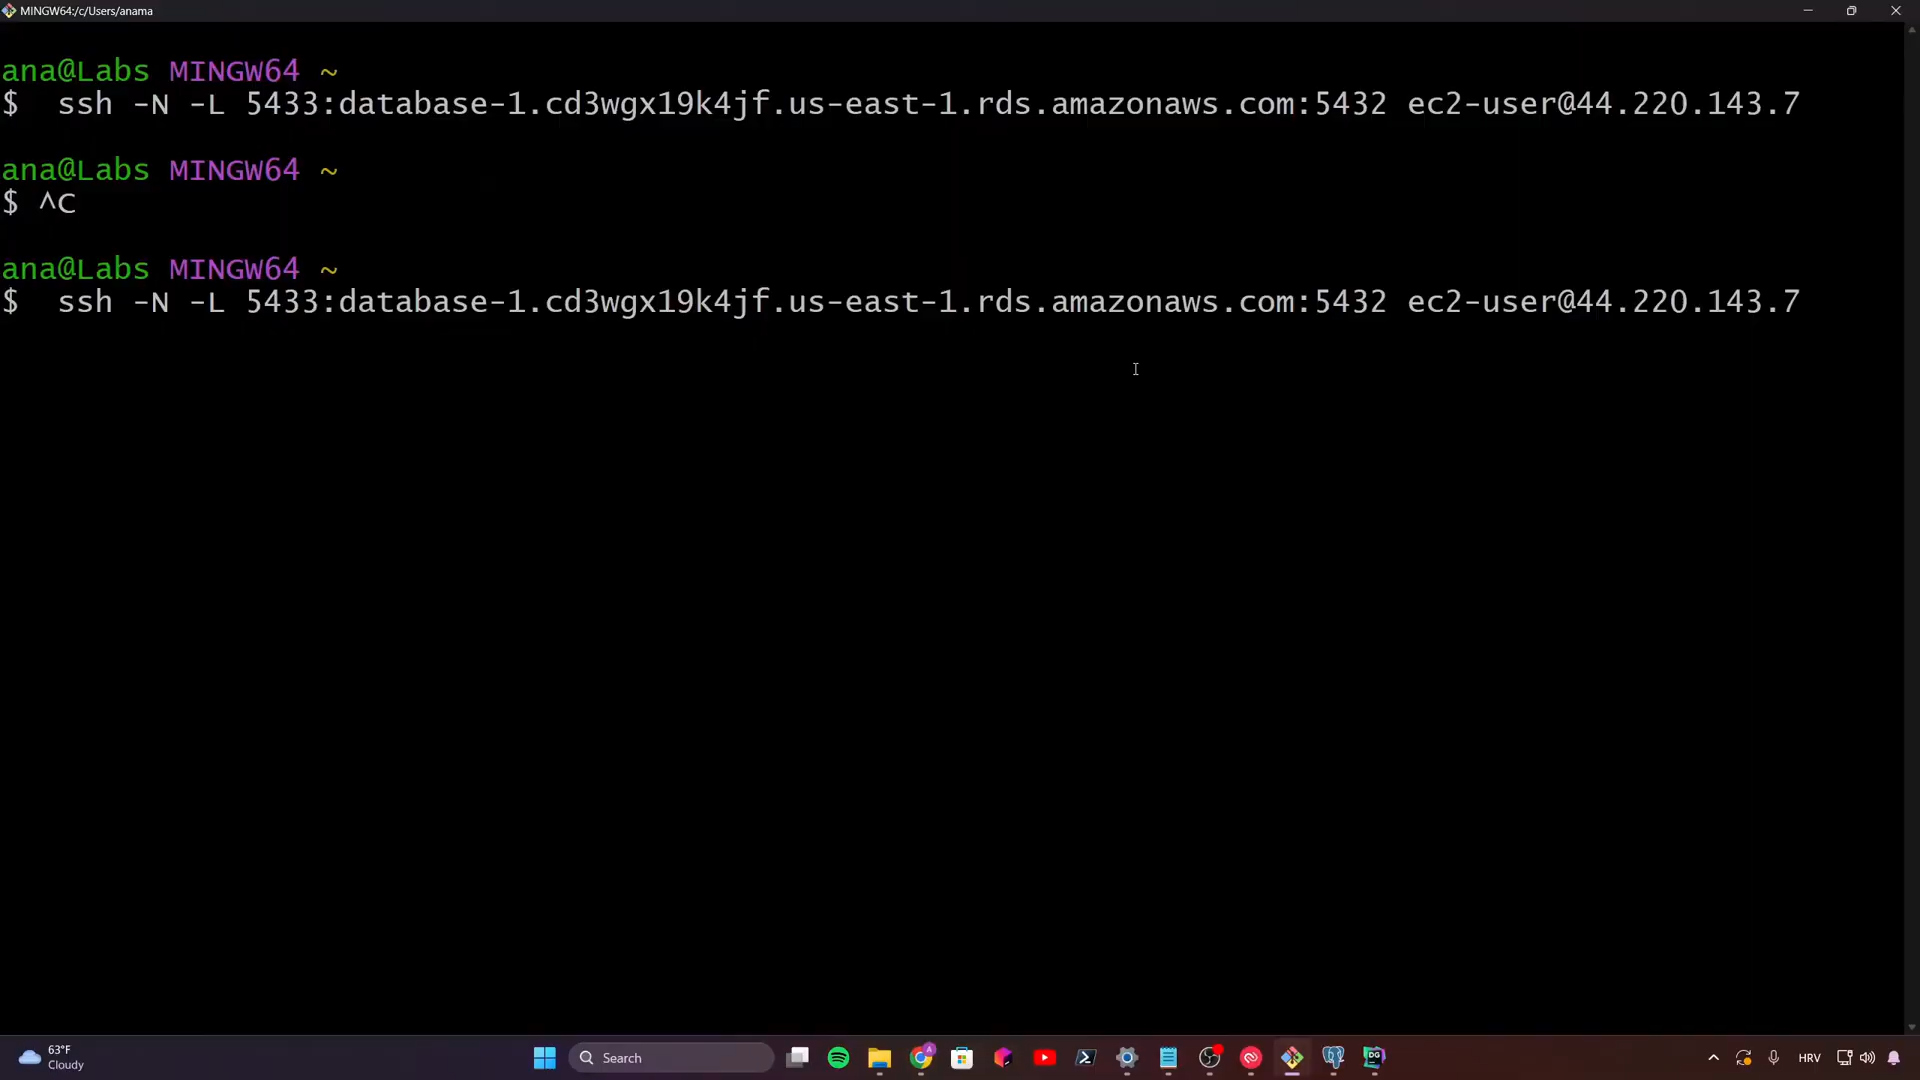 MINGW64:/c/Users/anama
ana@Labs MINGW64 ~
$  ssh -N -L 5433:database-1.cd3wgx19k4jf.us-east-1.rds.amazonaws.com:5432 ec2-user@44.220.143.7
ana@Labs MINGW64 ~
$ ^C
ana@Labs MINGW64 ~
$  ssh -N -L 5433:database-1.cd3wgx19k4jf.us-east-1.rds.amazonaws.com:5432 ec2-user@44.220.143.7
63°F
Cloudy
Search
A
DG
HRV